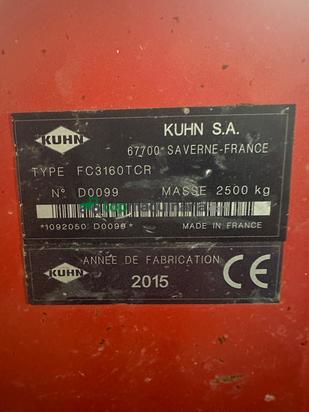 KUHN
KUHN S.A.
67700 SAVERNE-FRANCE
TYPE FC3160TCR
N° D0099 MASSE 2500 kg
*1092050 D0099* MADE IN FRANCE
KUHN
ANNÉE DE FABRICATION
2015 CE